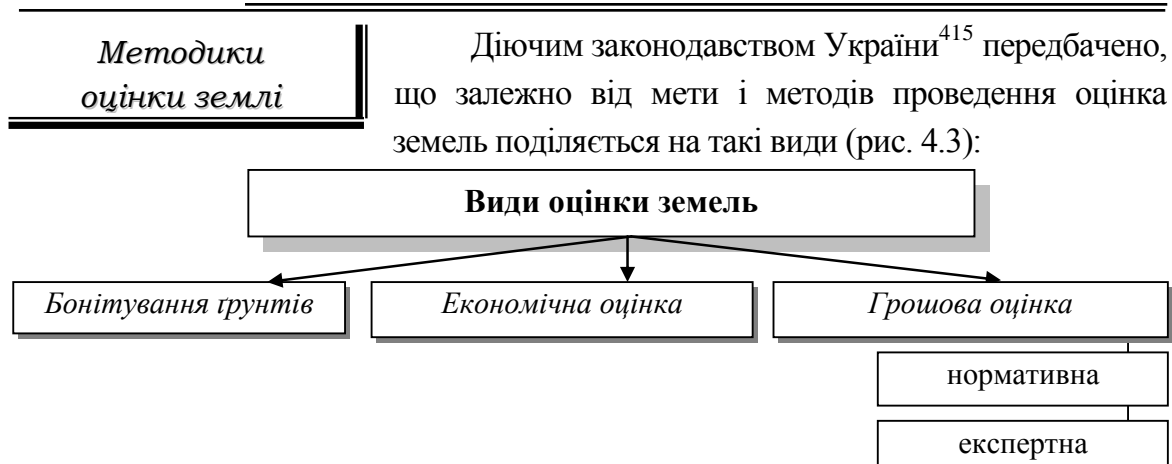 Методики
оцінки землі
Діючим законодавством України415 передбачено,
що залежно від мети і методів проведення оцінка
земель поділяється на такі види (рис. 4.3):
Види оцінки земель
Бонітування ґрунтів Економічна оцінка Грошова оцінка
нормативна
експертна